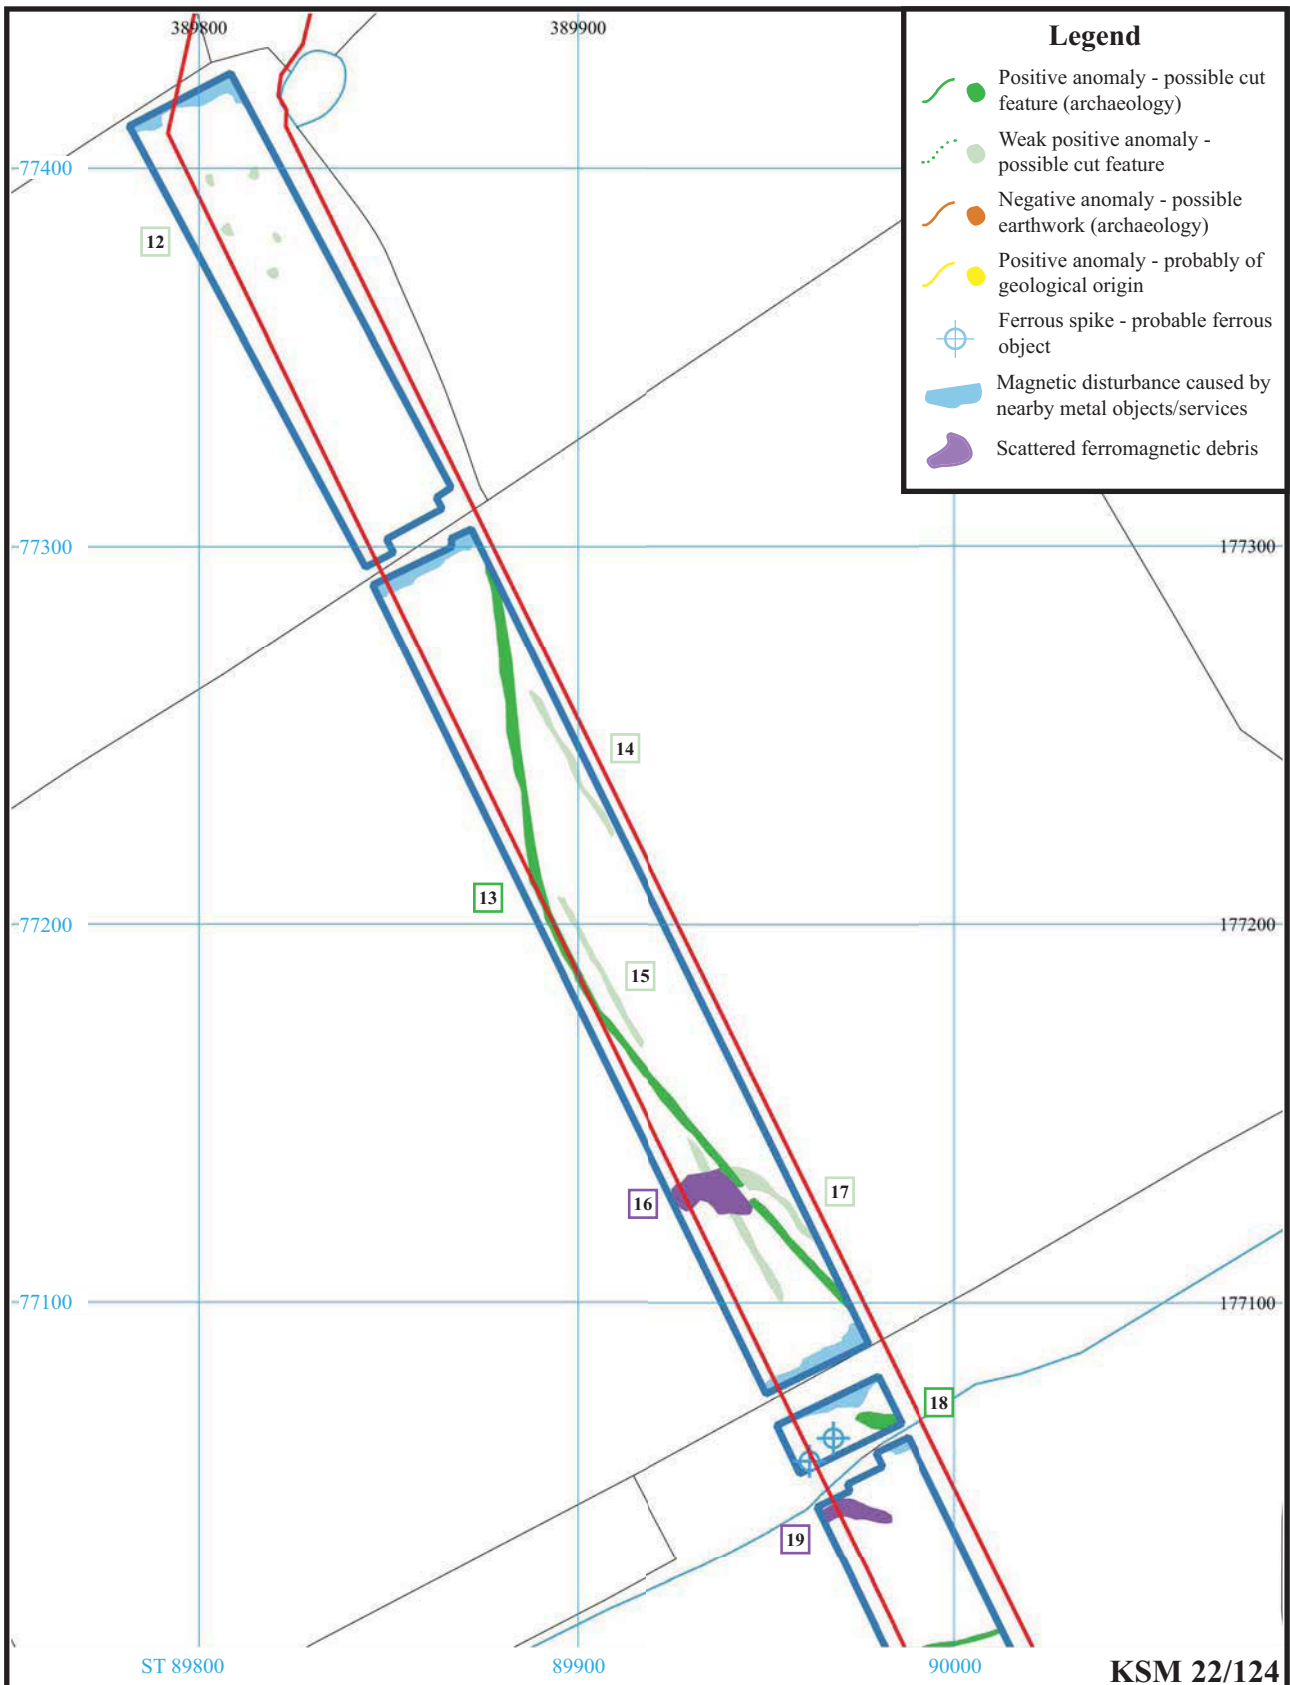 389800
389900
Legend
Positive anomaly - possible cut
feature (archaeology)
Weak positive anomaly -
possible cut feature
Negative anomaly - possible
earthwork (archaeology)
Positive anomaly - probably of
geological origin
Ferrous spike - probable ferrous
object
Magnetic disturbance caused by
nearby metal objects/services
Scattered ferromagnetic debris
77400
12
77300
177300
14
13
77200
177200
15
16
17
77100
177100
18
19
ST 89800
89900
90000
KSM 22/124